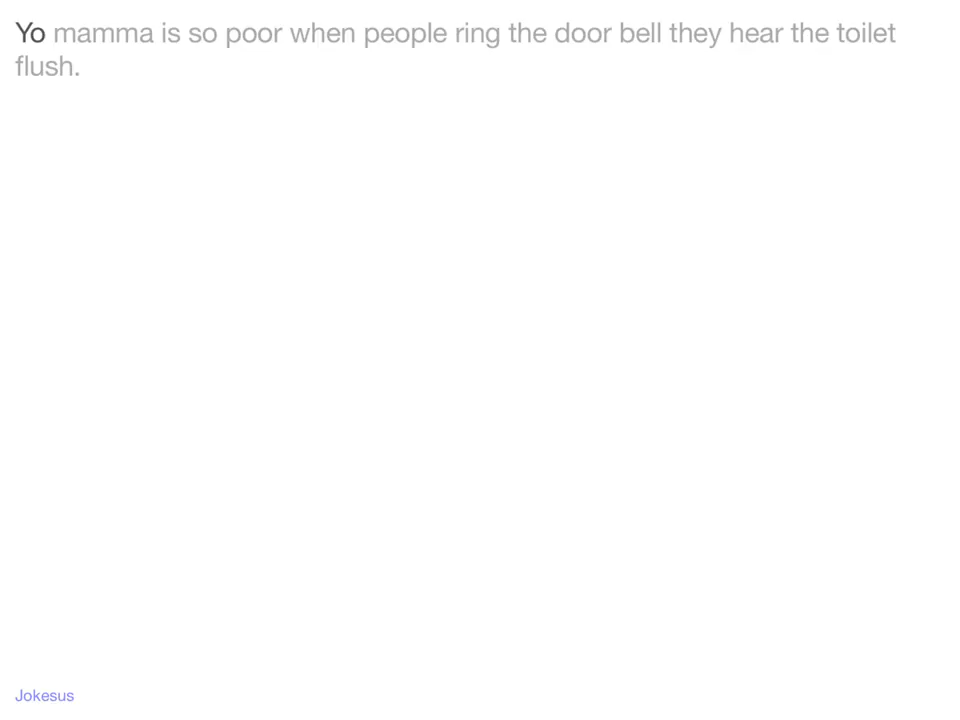 Yo mamma is so poor when people ring the door bell they hear the toilet
flush.
Jokesus